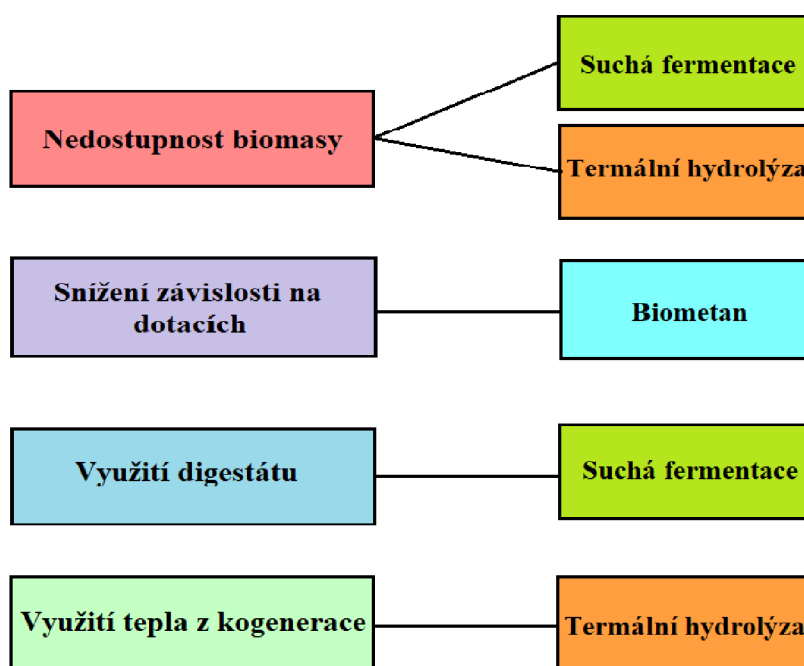 Suchá fermentace
Nedostupnost biomasy
Termální hydrolýza
Snížení závislosti na
dotacích
Biometan
Využití digestátu
Suchá fermentace
Využití tepla z kogenerace
Termální hydrolýza